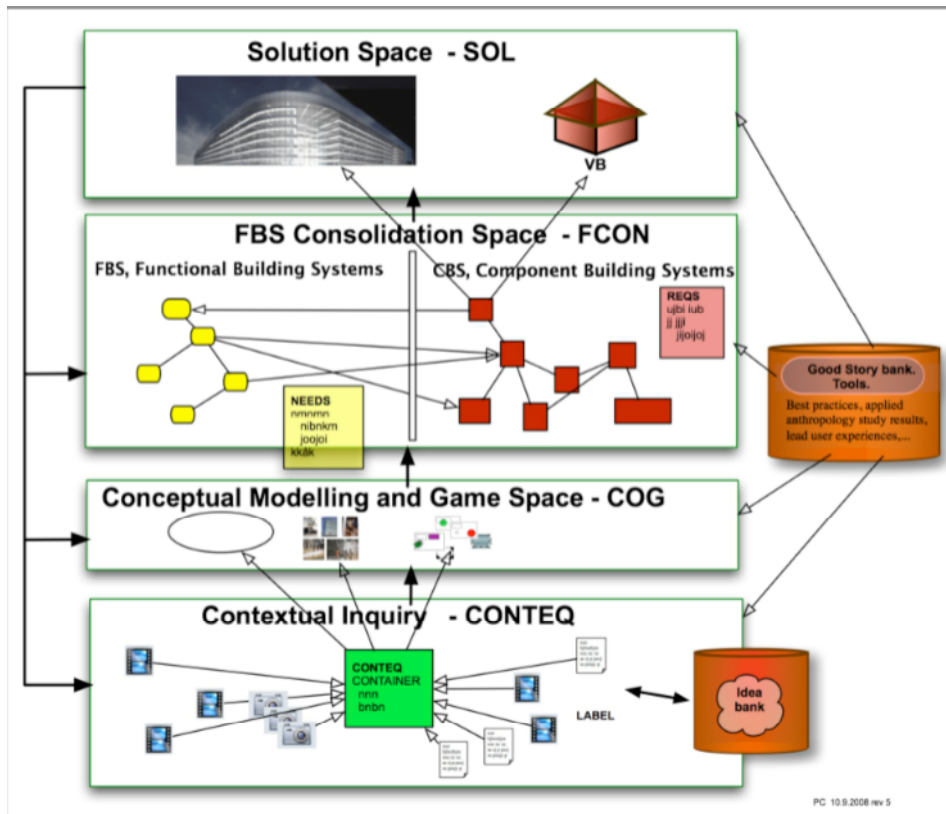 Solution Space - SOL
VB
FBS Consolidation Space - FCON
FBS, Functional Building Systems
CBS, Component Building Systems
REQS
ujbi iub
jj jjji
jijoijoj
Good Story bank.
Tools.
Best practices, applied
anthropology study results,
lead user experiences,...
NEEDS
nmnmn
nibnkm
joojoi
kkåk
Conceptual Modelling and Game Space - COG
Contextual Inquiry - CONTEQ
CONTEQ
CONTAINER
nnn
bnbn
LABEL
Idea
bank
PC 10.9.2008 rev 5